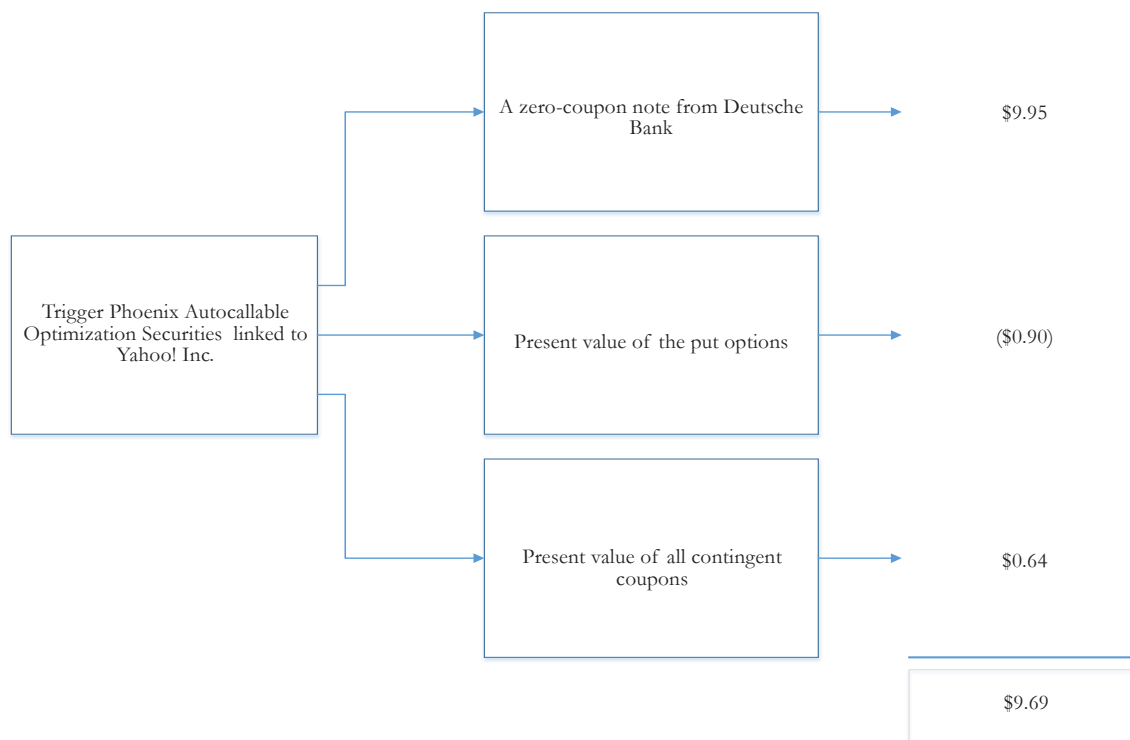 A zero-coupon note from Deutsche
Bank
$9.95
Trigger Phoenix Autocallable
Optimization Securities linked to
Yahoo! Inc.
Present value of the put options
($0.90)
Present value of all contingent
coupons
$0.64
$9.69